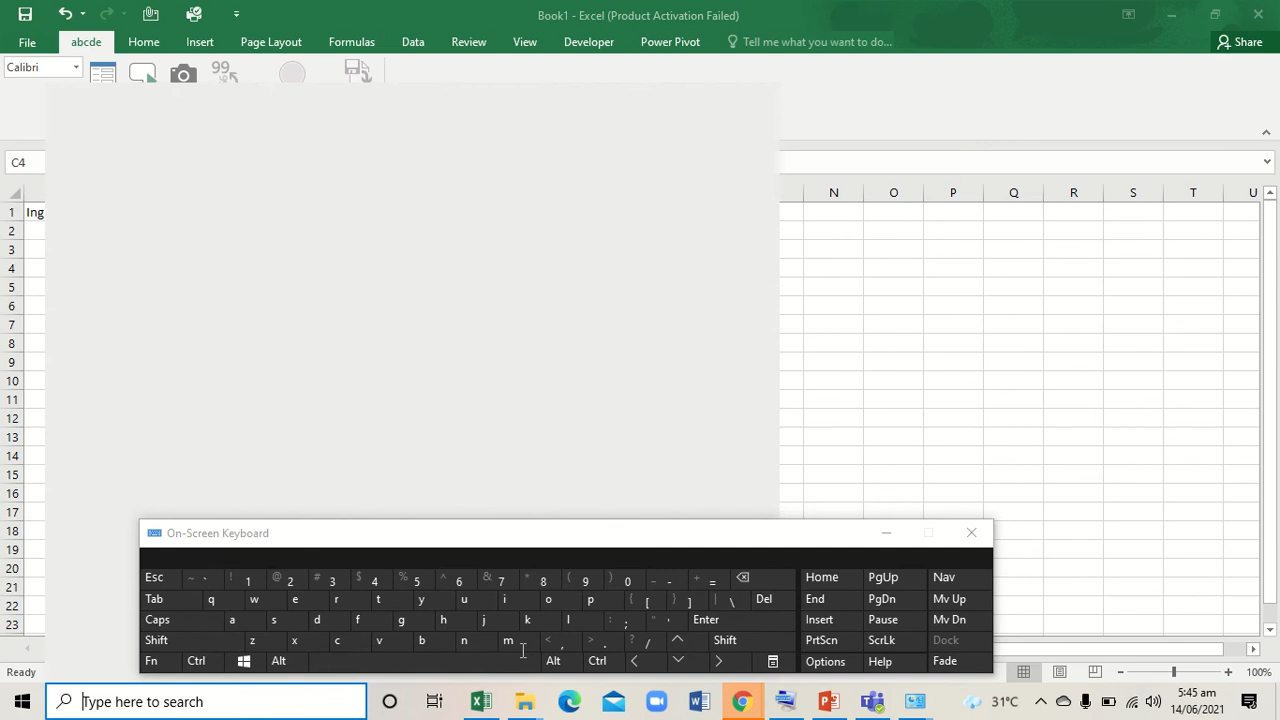 Book1 - Excel (Product Activation Failed)
File abcde Home Insert Page Layout Formulas Data Review View Developer Power Pivot Tell me what you want to do... Share
Calibri 99
C4
N O P Q R S T U
1 Ing
2
3
4
5
6
7
8
9
10
11
12
13
14
15
16
17
18
19
20
21
22
23
On-Screen Keyboard
Esc ~ ` ! 1 @ 2 # 3 $ 4 % 5 ^ 6 & 7 * 8 ( 9 ) 0 _ - + = Home PgUp Nav
Tab q w e r t y u i o p { [ } ] | \ Del End PgDn Mv Up
Caps a s d f g h j k l : ; " ' Enter Insert Pause Mv Dn
Shift z x c v b n m < , > . ? / Shift PrtScn ScrLk Dock
Fn Ctrl Alt Alt Ctrl Options Help Fade
Ready 100%
Type here to search 31°C 5:45 am
14/06/2021